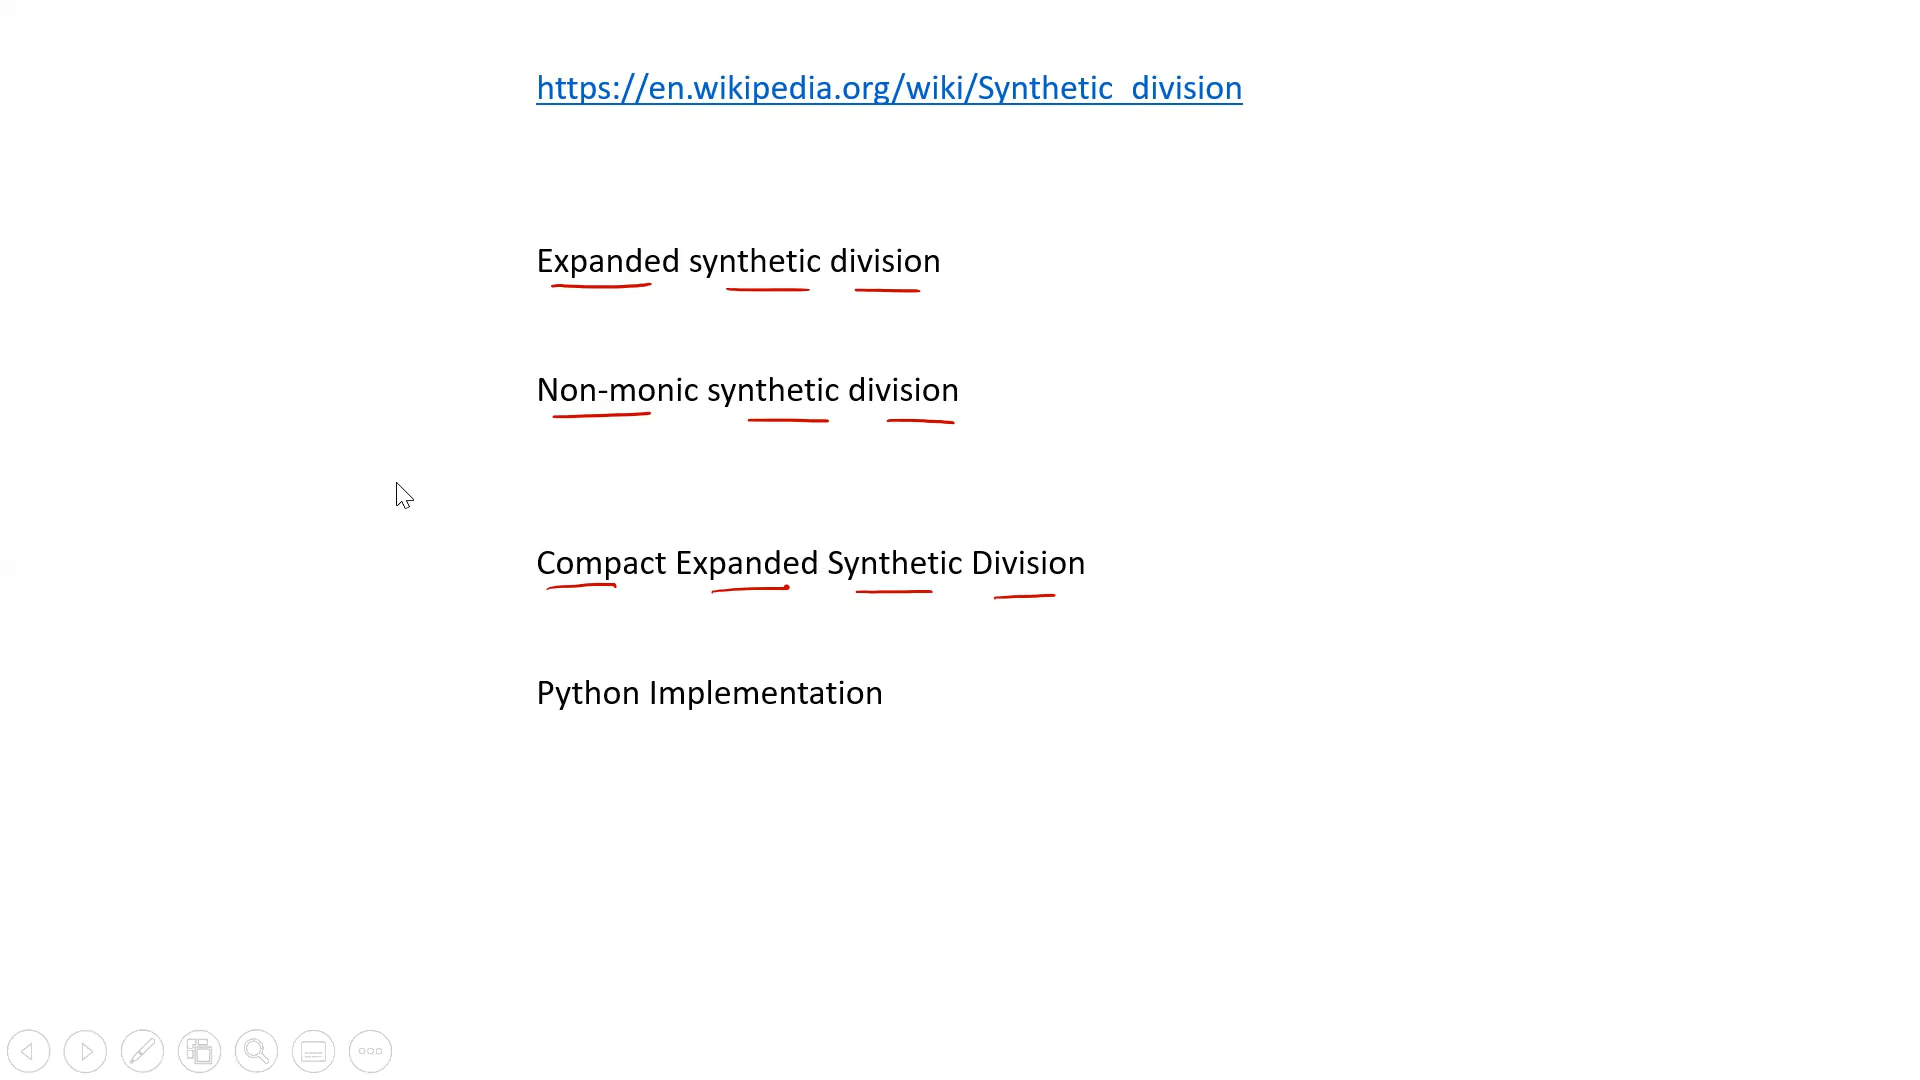 https://en.wikipedia.org/wiki/Synthetic_division
Expanded synthetic division
Non-monic synthetic division
Compact Expanded Synthetic Division
Python Implementation